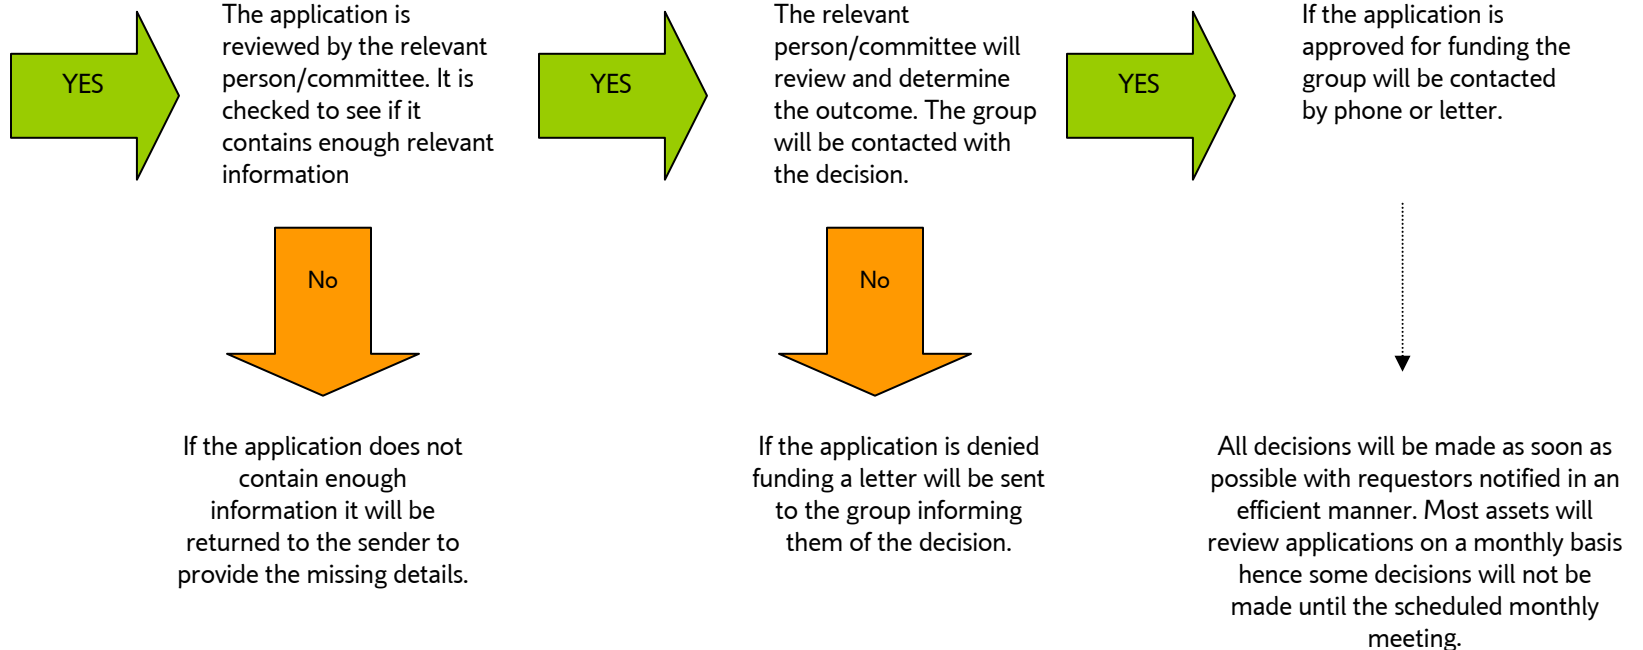 YES
The application is
reviewed by the relevant
person/committee. It is
checked to see if it
contains enough relevant
information
YES
The relevant
person/committee will
review and determine
the outcome. The group
will be contacted with
the decision.
YES
If the application is
approved for funding the
group will be contacted
by phone or letter.
No
No
If the application does not
contain enough
information it will be
returned to the sender to
provide the missing details.
If the application is denied
funding a letter will be sent
to the group informing
them of the decision.
All decisions will be made as soon as
possible with requestors notified in an
efficient manner. Most assets will
review applications on a monthly basis
hence some decisions will not be
made until the scheduled monthly
meeting.